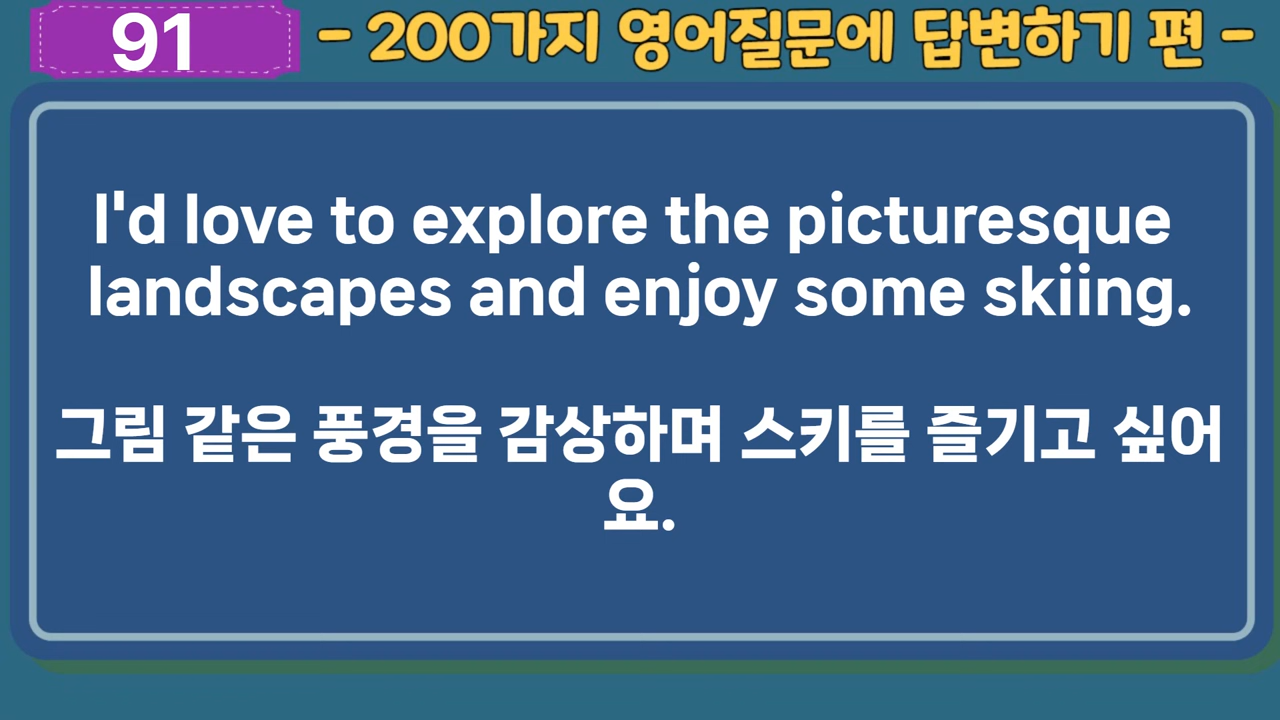 91
- 200가지 영어질문에 답변하기 편 -
I'd love to explore the picturesque
landscapes and enjoy some skiing.
그림 같은 풍경을 감상하며 스키를 즐기고 싶어
요.